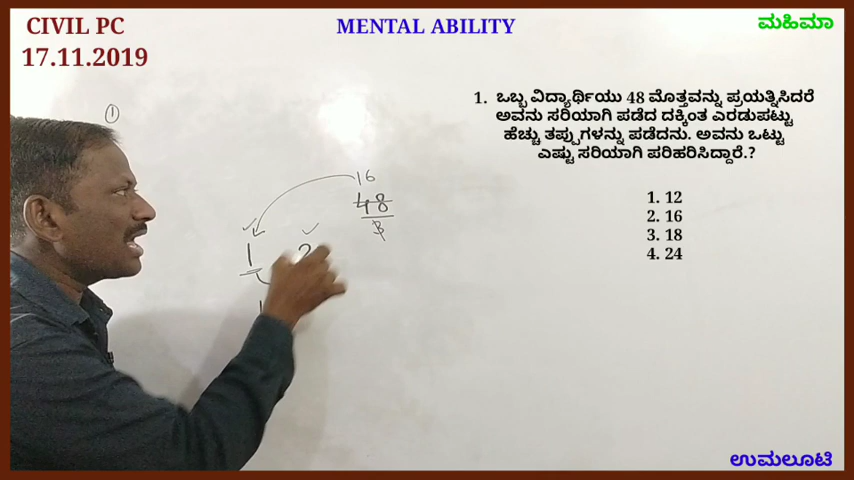 CIVIL PC
17.11.2019
MENTAL ABILITY
ಮಹಿಮಾ
1. ಒಬ್ಬ ವಿದ್ಯಾರ್ಥಿಯು 48 ಮೊತ್ತವನ್ನು ಪ್ರಯತ್ನಿಸಿದರೆ
ಅವನು ಸರಿಯಾಗಿ ಪಡೆದ ದಕ್ಕಿಂತ ಎರಡುಪಟ್ಟು
ಹೆಚ್ಚು ತಪ್ಪುಗಳನ್ನು ಪಡೆದನು. ಅವನು ಒಟ್ಟು
ಎಷ್ಟು ಸರಿಯಾಗಿ ಪರಿಹರಿಸಿದ್ದಾರೆ.?
1. 12
2. 16
3. 18
4. 24
1
16
48
3
1 2
ಉಮಲೂಟಿ